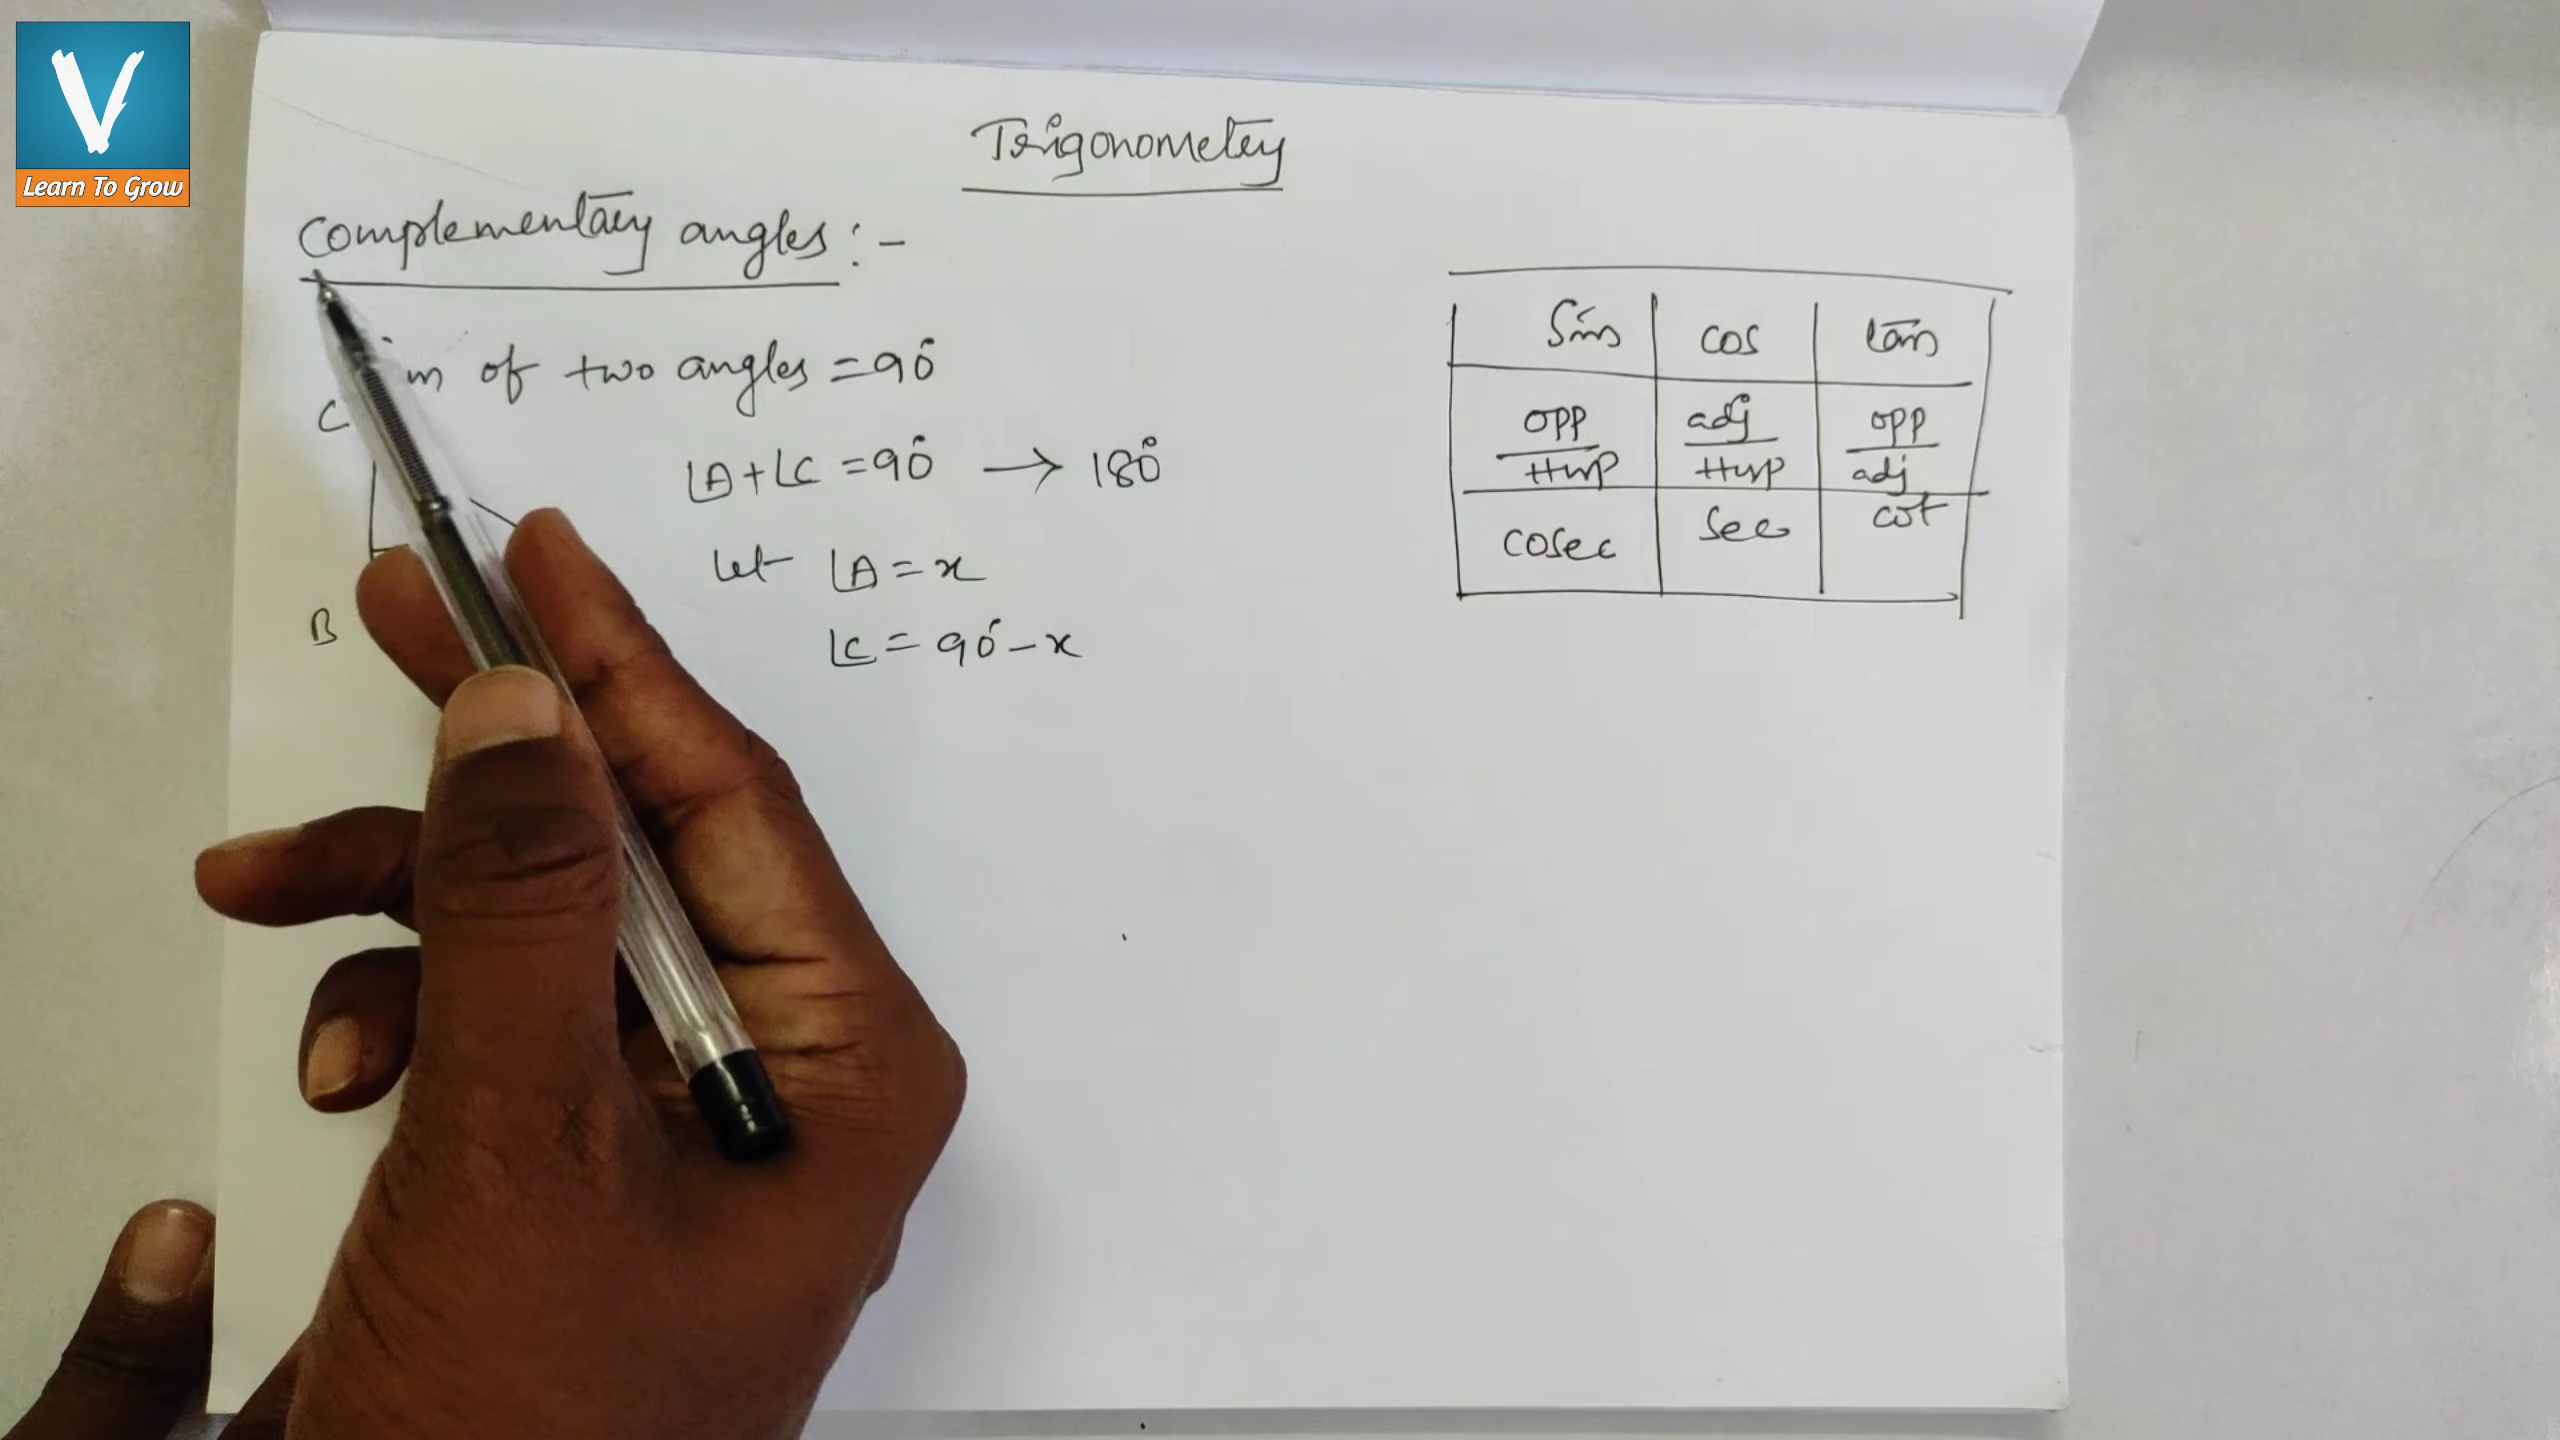 V
Learn To Grow
Trigonometry
Complementary angles :-
of two angles = 90°
C
∠A + ∠C = 90° → 180°
let ∠A = x
B
∠C = 90° - x
Sin cos tan
opp/Hyp adj/Hyp opp/adj
cosec sec cot